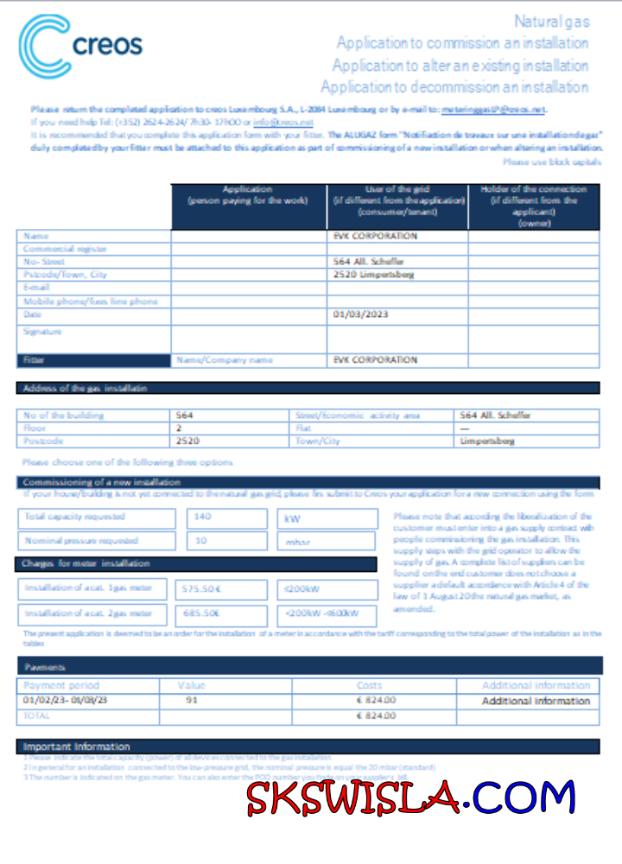 creos
Natural gas
Application to commission an installation
Application to alter an existing installation
Application to decommission an installation
Please return the completed application to creos Luxembourg S.A., L-2084 Luxembourg or by e-mail to: meteringgasLP@creos.net.
If you need help Tel: (+352) 2624-2624/ 7h30- 17h00 or info@creos.net
It is recommended that you complete this application form with your fitter. The ALUGAZ form "Notifiaction de travaux sur une installation de gaz"
duly completed by your fitter must be attached to this application as part of commissioning of a new installation or when altering an installation.
Please use block capitals
Application
(person paying for the work)
User of the grid
(if different from the application)
(consumer/tenant)
Holder of the connection
(if different from the
applicant)
(owner)
Name EVK CORPORATION
Commercial register
No- Street 564 All. Scheffer
Pstcode/Town, City 2520 Limpertsberg
E-mail
Mobile phone/fixes line phone
Date 01/03/2023
Signature
Fitter Name/Company name EVK CORPORATION
Address of the gas installatin
No of the building 564 Street/Economic activity area 564 All. Scheffer
Floor 2 Flat —
Postcode 2520 Town/City Limpertsberg
Please choose one of the following three options
Commissioning of a new installation
If your house/building is not yet connected to the natural gas grid, please firs submit to Creos your application for a new connection using the form
Total capacity requested 140 kW
Nominal pressure requested 10 mbar
Please note that according the liberalization of the
customer must enter into a gas supply contract with
people commissioning the gas installation. This
supply steps with the grid operator to allow the
supply of gas. A complete list of suppliers can be
found on the end customer does not choose a
supplier a default accordance with Article 4 of the
law of 1 August 20the natural gas market, as
amended.
Charges for meter installation
Installation of a cat. 1 gas meter 575.50 € ≤200kW
Installation of a cat. 2 gas meter 685.50€ <200kW -≤600kW
The present application is deemed to be an order for the installation of a meter in accordance with the tariff corresponding to the total power of the installation as in the
tables
Payments
Payment period Value Costs Additional information
01/02/23- 01/03/23 91 € 824.00 Additional information
TOTAL € 824.00
Important Information
1 Please indicate the total capacity (power) of all devices connected to the gas installation.
2 In general for an installation connected to the low-pressure grid, the nominal pressure is equal the 20 mbar (standard)
3 The number is indicated on the gas meter. You can also enter the POD number you find on your supplier's bill.
SKSWISLA.COM